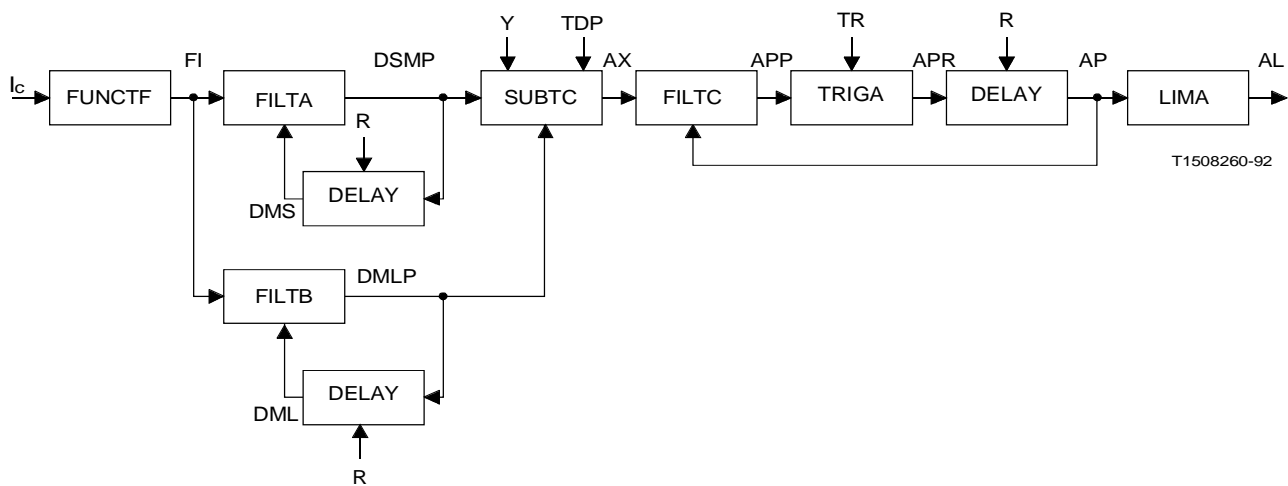 Y TDP TR R
FI DSMP AX APP APR AP AL
Ic FUNCTF FILTA SUBTC FILTC TRIGA DELAY LIMA
R
T1508260-92
DELAY
DMS
DMLP
FILTB
DELAY
DML
R